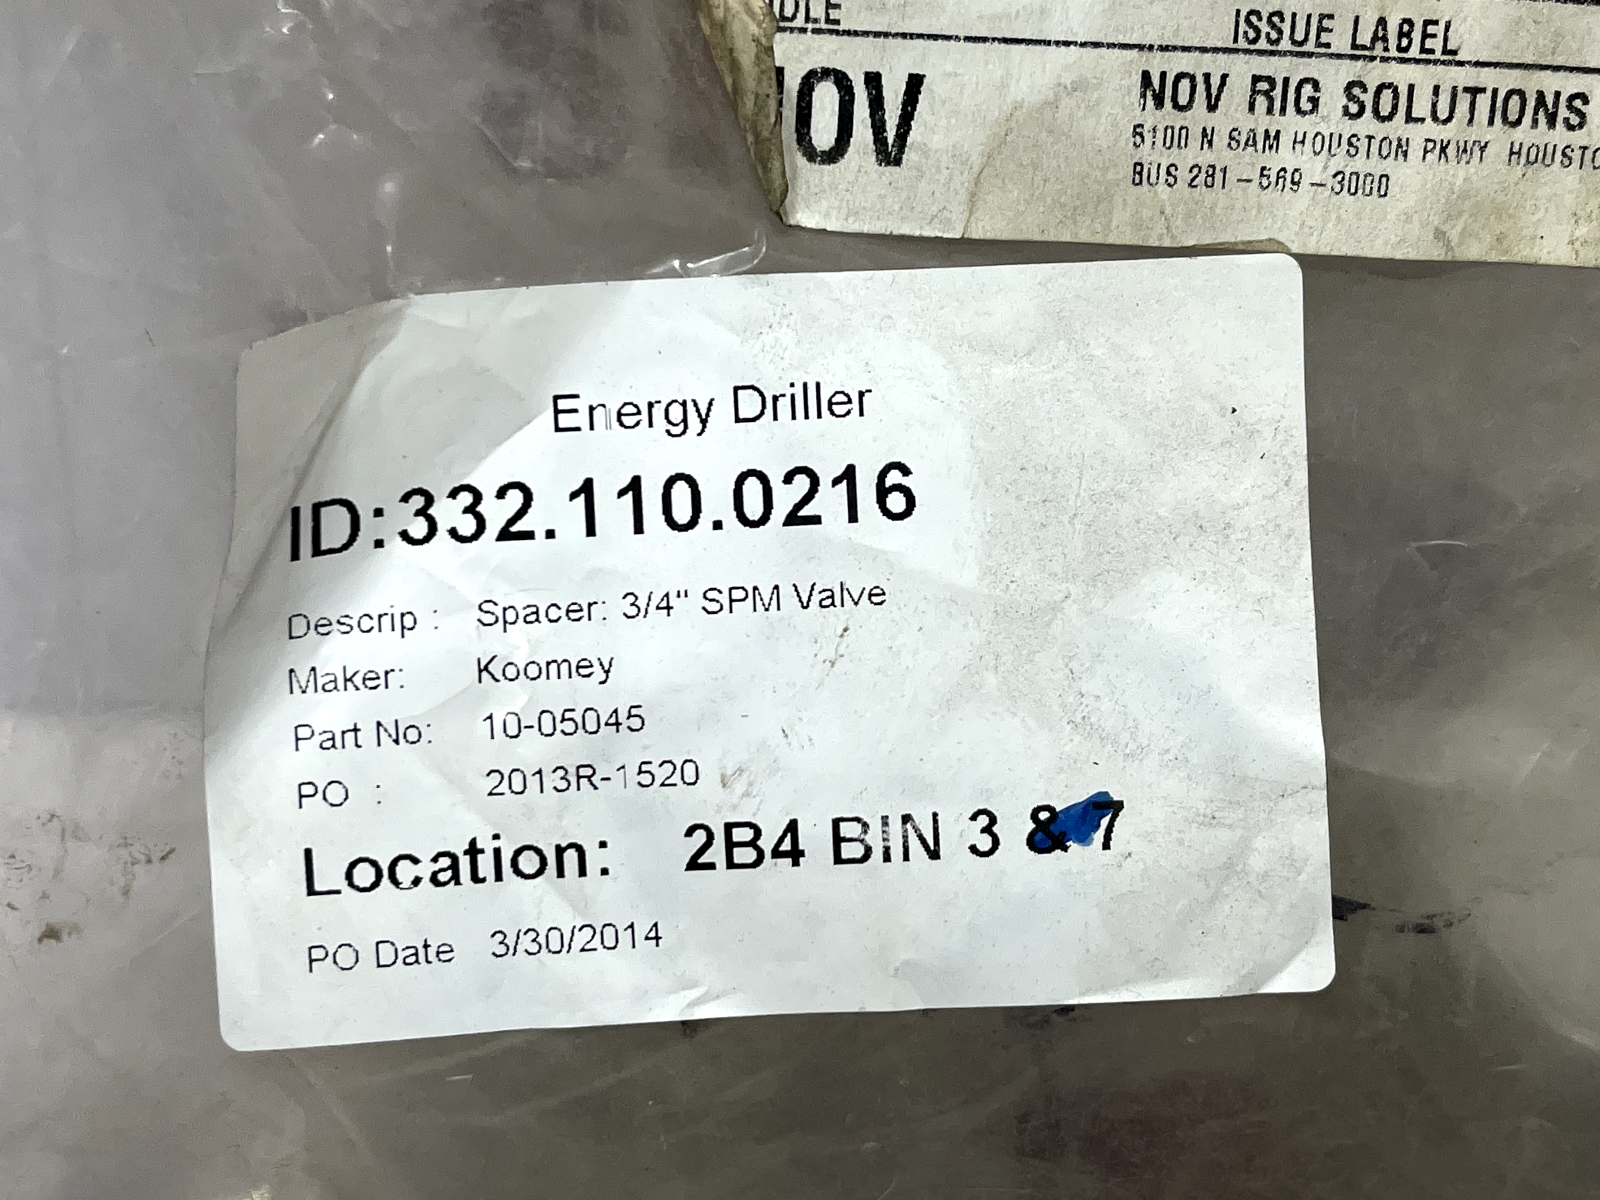 ISSUE LABEL
NOV RIG SOLUTIONS
5100 N SAM HOUSTON PKWY
BUS 281-569-3000
Energy Driller
ID:332.110.0216
Descrip : Spacer: 3/4" SPM Valve
Maker: Koomey
Part No: 10-05045
PO : 2013R-1520
Location: 2B4 BIN 3 & 7
PO Date 3/30/2014